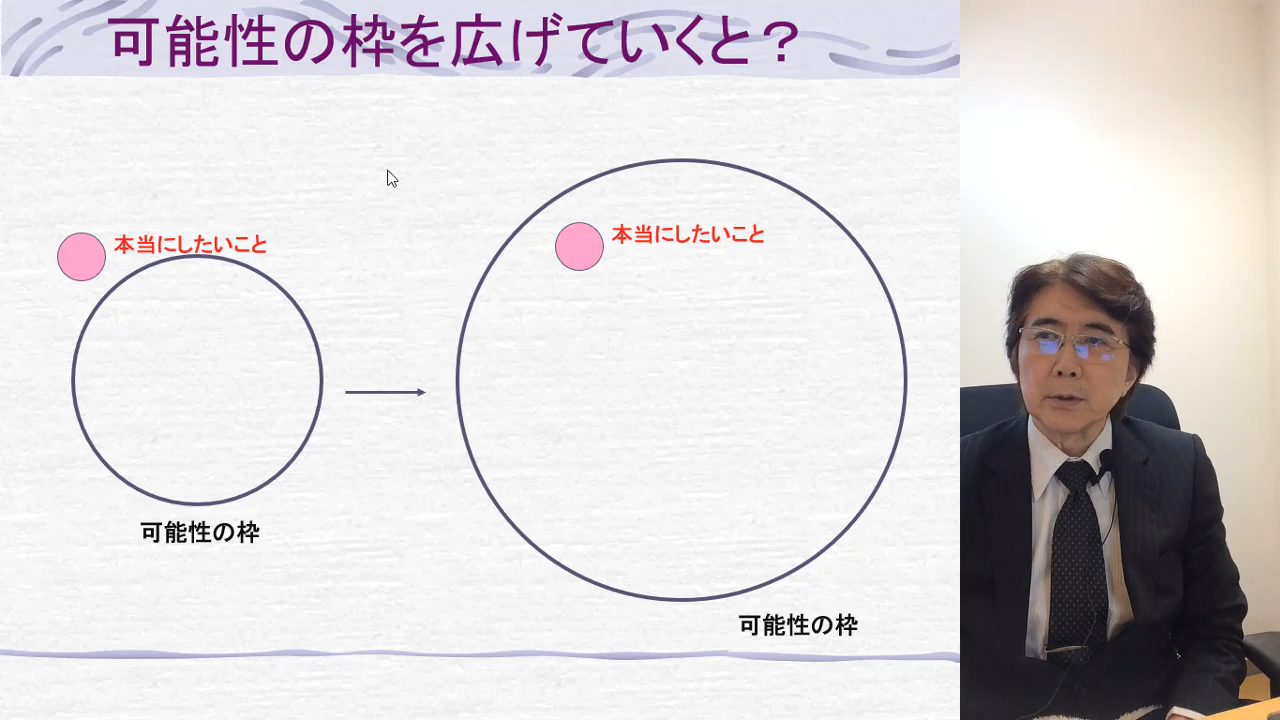 可能性の枠を広げていくと？
本当にしたいこと
可能性の枠
本当にしたいこと
可能性の枠